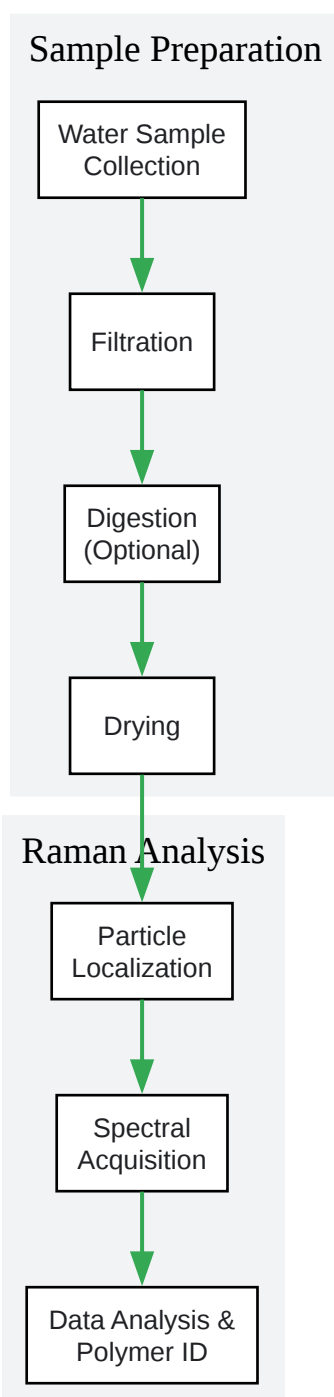 Sample Preparation
Water Sample
Collection
Filtration
Digestion
(Optional)
Drying
Raman Analysis
Particle
Localization
Spectral
Acquisition
Data Analysis &
Polymer ID